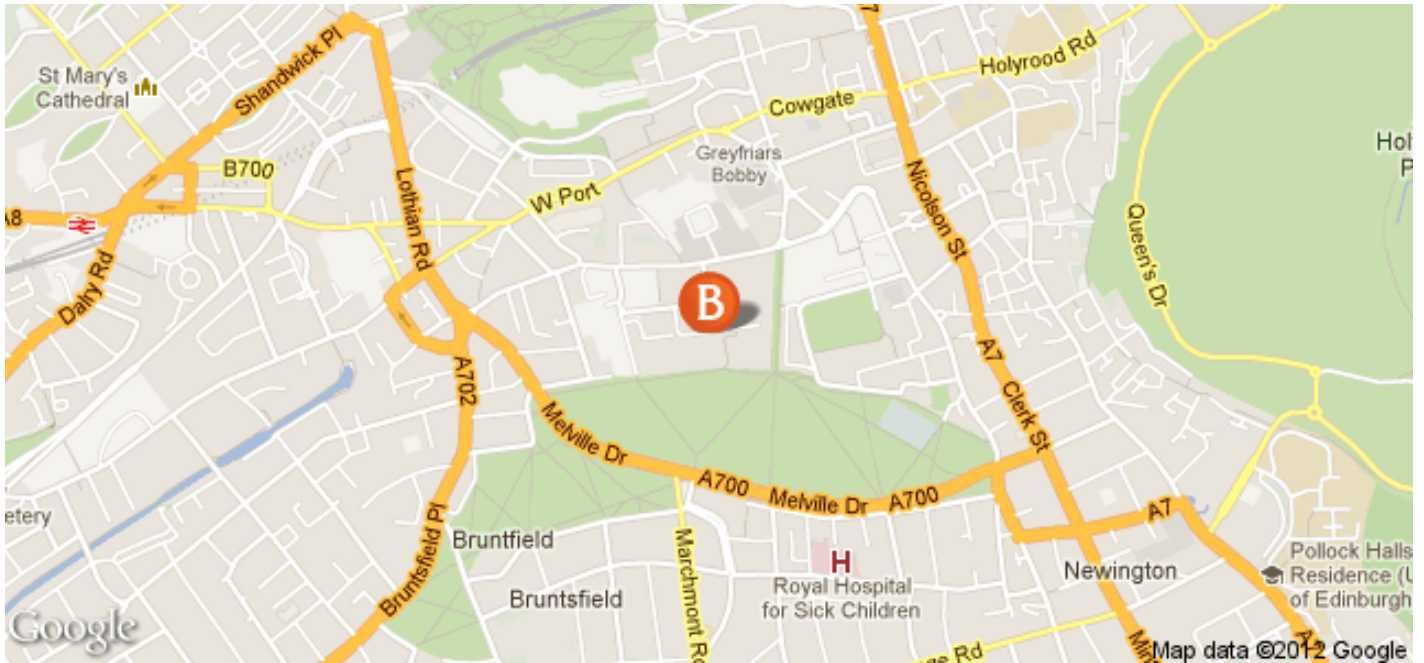 St Mary's
Cathedral
Shandwick Pl
Holyrood Rd
Cowgate
Greyfriars
Bobby
B700
W Port
Lothian Rd
Nicolson St
Queen's Dr
A8
Dalry Rd
B
A7
A702
Clerk St
Melville Dr
A700
Melville Dr
A700
A7
Bruntfield
Bruntsfield Pl
Bruntsfield
Marchmont Rd
H
Royal Hospital
for Sick Children
Newington
Pollock Halls
Residence (U
of Edinburgh
Google
Map data ©2012 Google